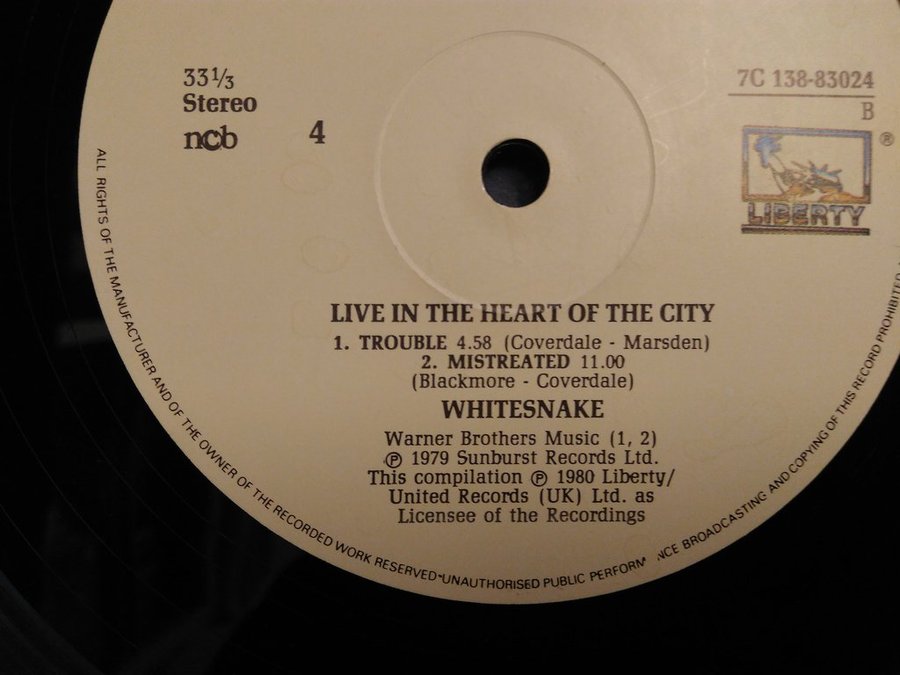 33⅓
Stereo
ncb
4
7C 138-83024
B
®
LIBERTY
LIVE IN THE HEART OF THE CITY
1. TROUBLE 4.58 (Coverdale - Marsden)
2. MISTREATED 11.00
(Blackmore - Coverdale)
WHITESNAKE
Warner Brothers Music (1, 2)
℗ 1979 Sunburst Records Ltd.
This compilation ℗ 1980 Liberty/
United Records (UK) Ltd. as
Licensee of the Recordings
ALL RIGHTS OF THE MANUFACTURER AND OF THE OWNER OF THE RECORDED WORK RESERVED·UNAUTHORISED PUBLIC PERFORM NCE BROADCASTING AND COPYING OF THIS RECORD PROHIBITED